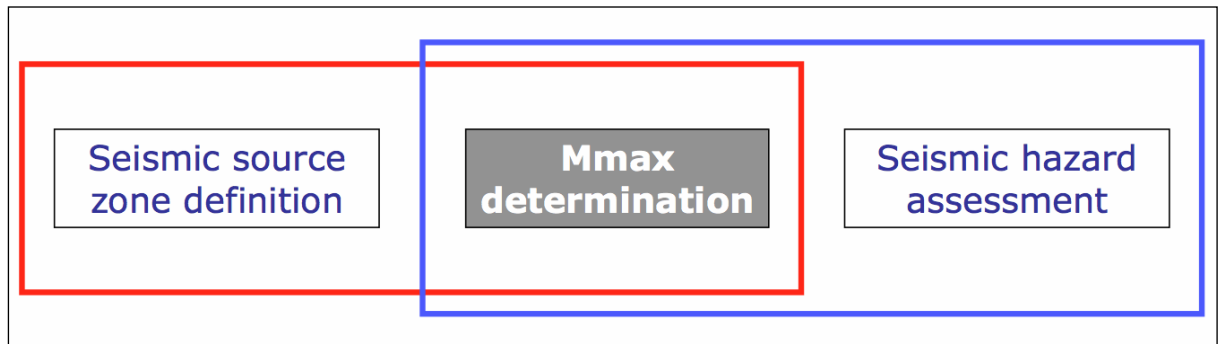 Seismic source
zone definition
Mmax
determination
Seismic hazard
assessment